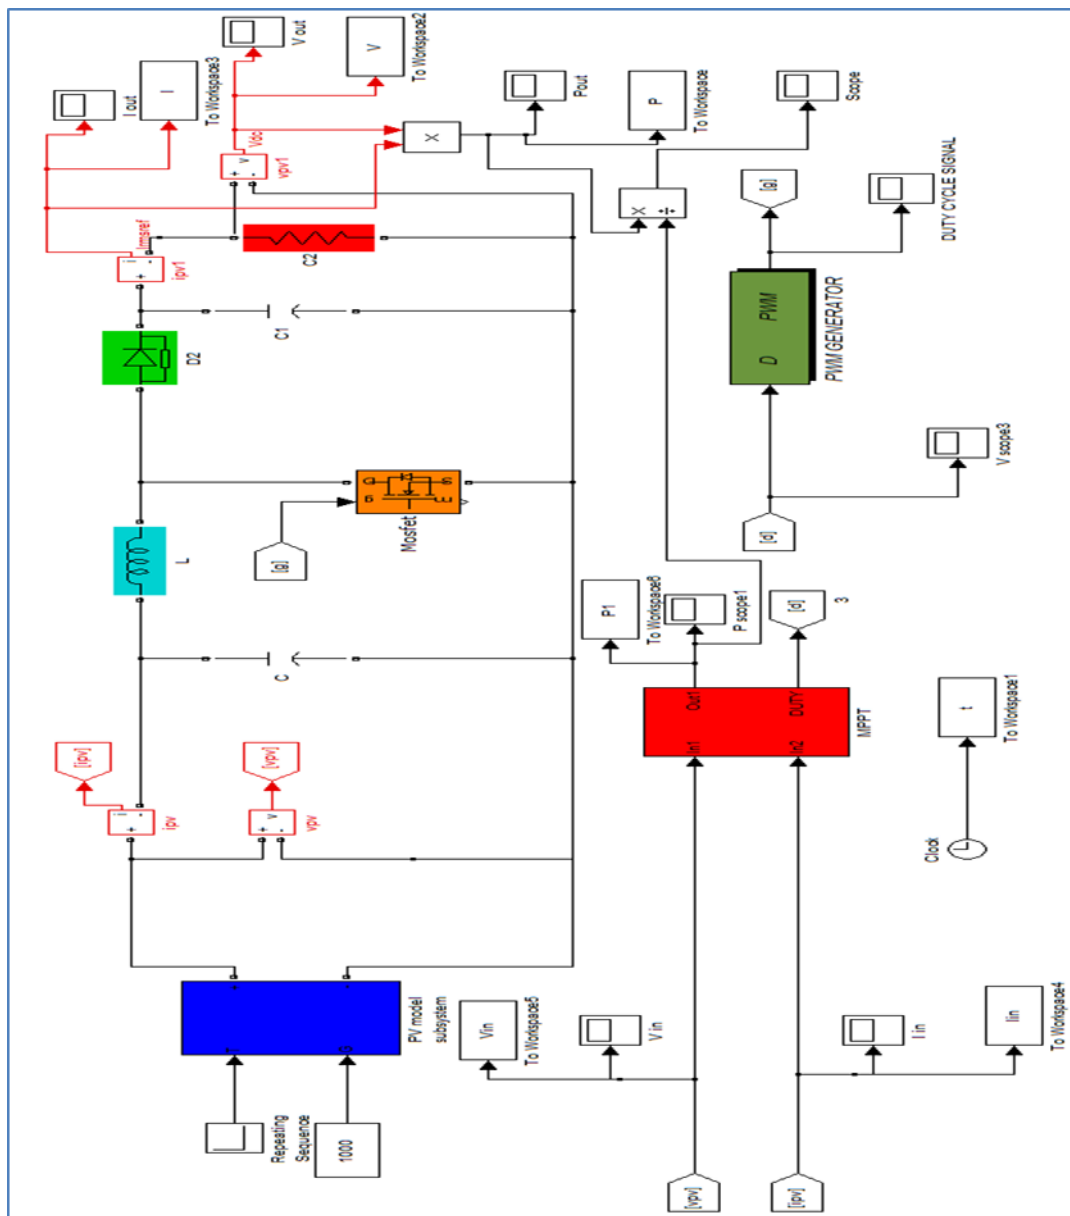 Repeating
Sequence
1000
T
G
+
-
PV model
subsystem
[ipv]
i
+
-
ipv
[vpv]
+
v
-
vpv
C
L
[g]
g
D
S
E
Mosfet
D2
C1
i
+
-
ipv1
Irmsref
C2
I out
I
To Workspace3
V out
V
To Workspace2
Vdc
+
v
-
vpv1
X
Pout
P
To Workspace
X
÷
Scope
Vin
To Workspace5
V in
[vpv]
[ipv]
I in
Iin
To Workspace4
In1
Out1
In2
DUTY
MPPT
P1
To Workspace6
P scope1
[d]
3
Clock
t
To Workspace1
[d]
V scope3
D
PWM
PWM GENERATOR
[g]
DUTY CYCLE SIGNAL